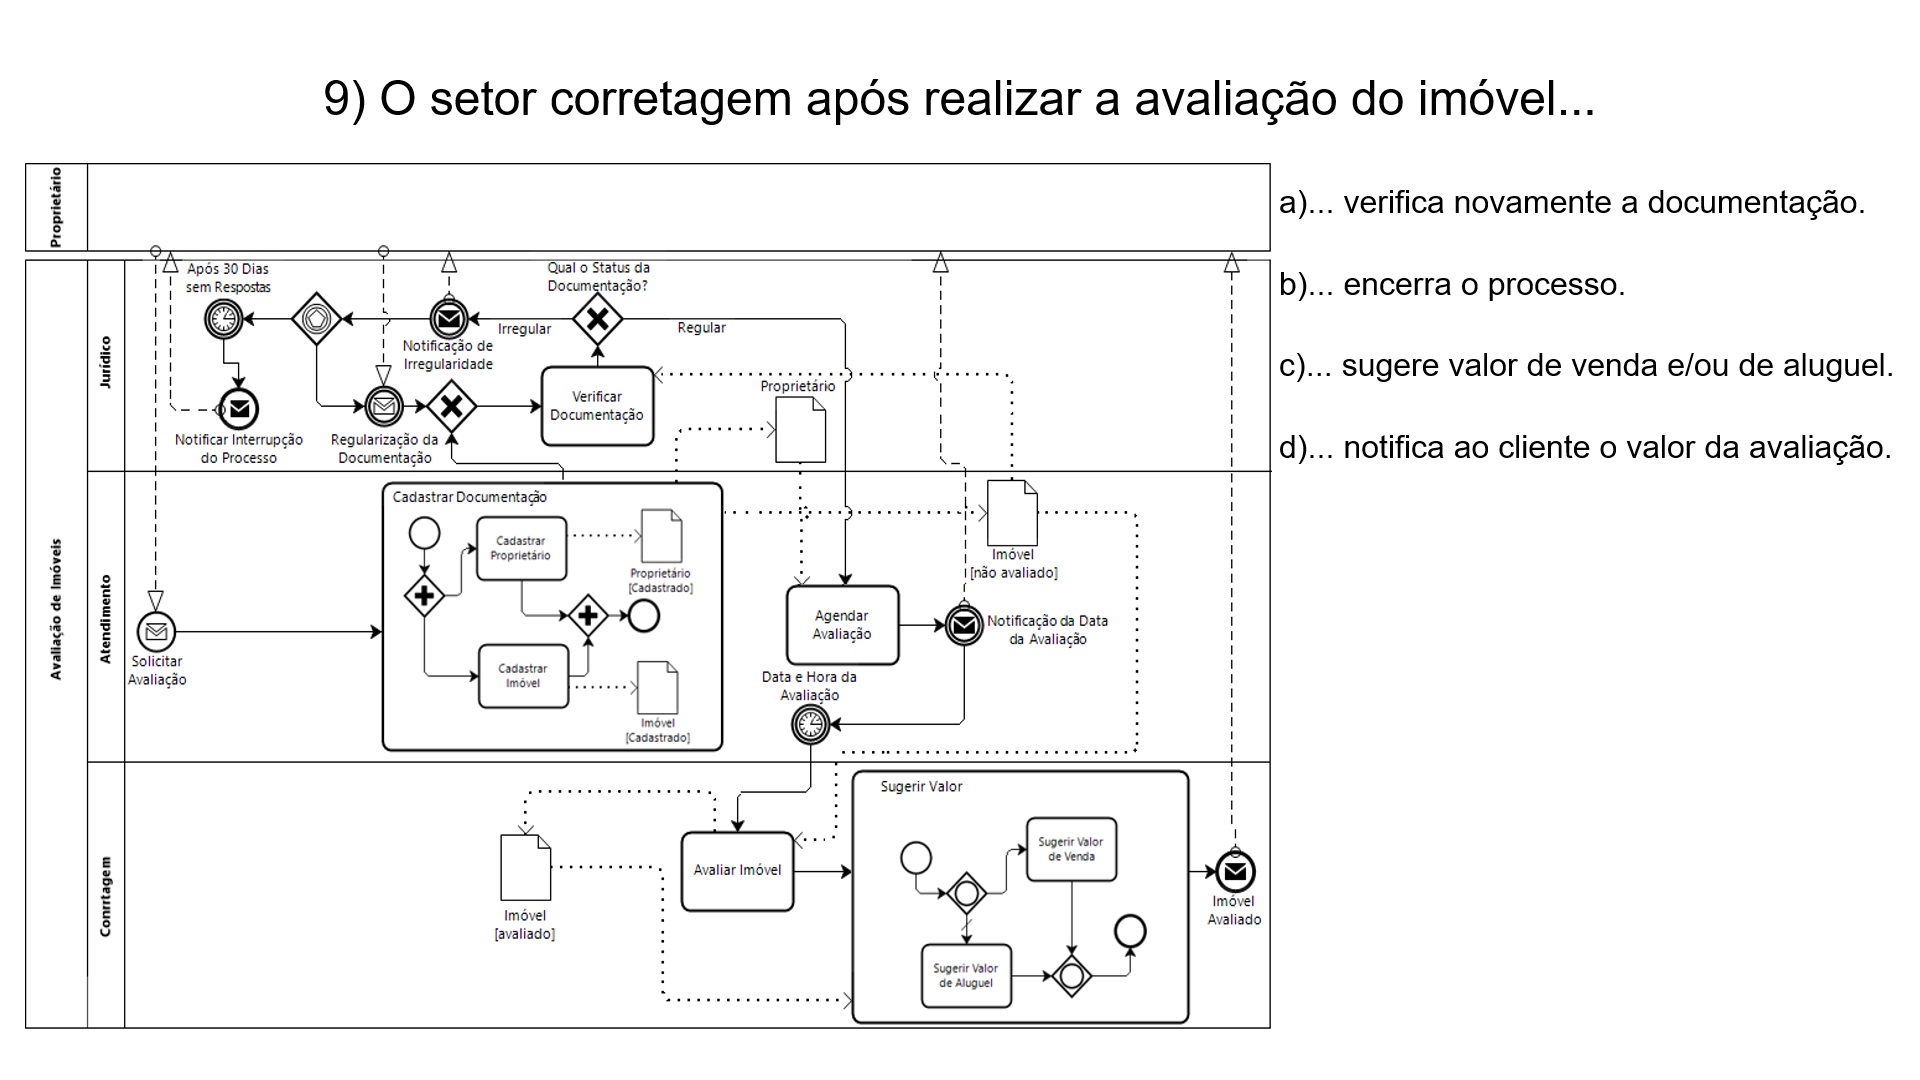 9) O setor corretagem após realizar a avaliação do imóvel...
a)... verifica novamente a documentação.
b)... encerra o processo.
c)... sugere valor de venda e/ou de aluguel.
d)... notifica ao cliente o valor da avaliação.
Proprietário
Avaliação de Imóveis
Jurídico
Após 30 Dias
sem Respostas
Qual o Status da
Documentação?
Irregular
Regular
Notificação de
Irregularidade
Verificar
Documentação
Proprietário
Notificar Interrupção
do Processo
Regularização da
Documentação
Atendimento
Cadastrar Documentação
Cadastrar
Proprietário
Proprietário
[Cadastrado]
Cadastrar
Imóvel
Imóvel
[Cadastrado]
Solicitar
Avaliação
Imóvel
[não avaliado]
Agendar
Avaliação
Notificação da Data
da Avaliação
Data e Hora da
Avaliação
Conrrtagem
Sugerir Valor
Avaliar Imóvel
Sugerir Valor
de Venda
Sugerir Valor
de Aluguel
Imóvel
[avaliado]
Imóvel
Avaliado